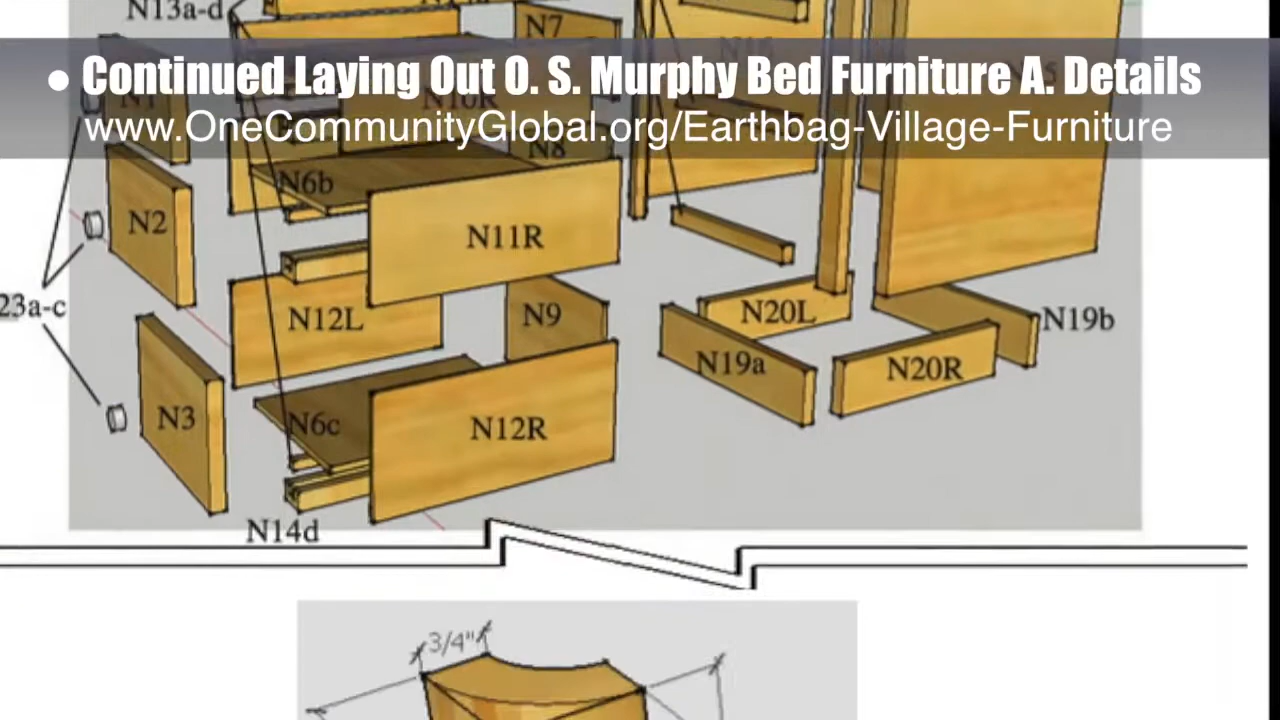 N13a-d
N7
• Continued Laying Out O. S. Murphy Bed Furniture A. Details
www.OneCommunityGlobal.org/Earthbag-Village-Furniture
N1
N10R
N8
N6b
N2
N11R
23a-c
N12L
N9
N20L
N19b
N19a
N20R
N3
N6c
N12R
N14d
3/4"